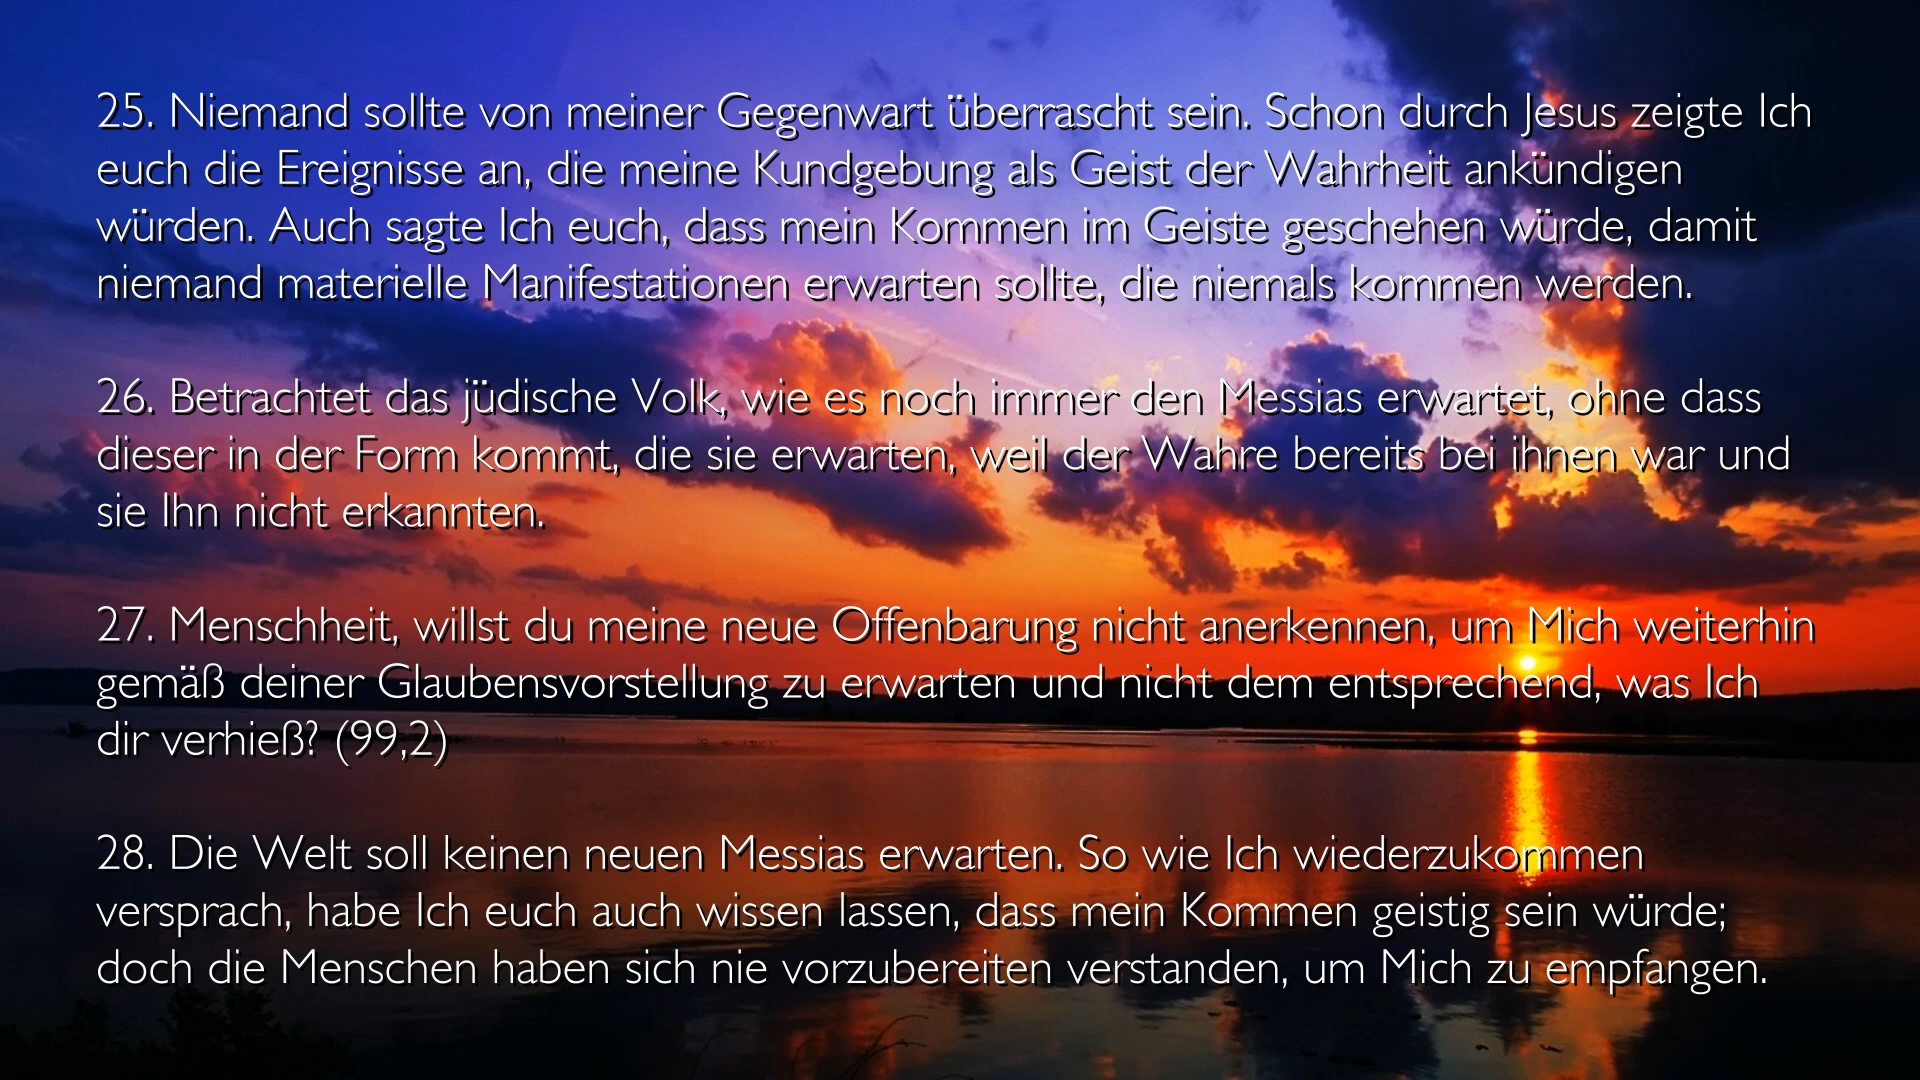 25. Niemand sollte von meiner Gegenwart überrascht sein. Schon durch Jesus zeigte Ich
euch die Ereignisse an, die meine Kundgebung als Geist der Wahrheit ankündigen
würden. Auch sagte Ich euch, dass mein Kommen im Geiste geschehen würde, damit
niemand materielle Manifestationen erwarten sollte, die niemals kommen werden.
26. Betrachtet das jüdische Volk, wie es noch immer den Messias erwartet, ohne dass
dieser in der Form kommt, die sie erwarten, weil der Wahre bereits bei ihnen war und
sie Ihn nicht erkannten.
27. Menschheit, willst du meine neue Offenbarung nicht anerkennen, um Mich weiterhin
gemäß deiner Glaubensvorstellung zu erwarten und nicht dem entsprechend, was Ich
dir verhieß? (99,2)
28. Die Welt soll keinen neuen Messias erwarten. So wie Ich wiederzukommen
versprach, habe Ich euch auch wissen lassen, dass mein Kommen geistig sein würde;
doch die Menschen haben sich nie vorzubereiten verstanden, um Mich zu empfangen.